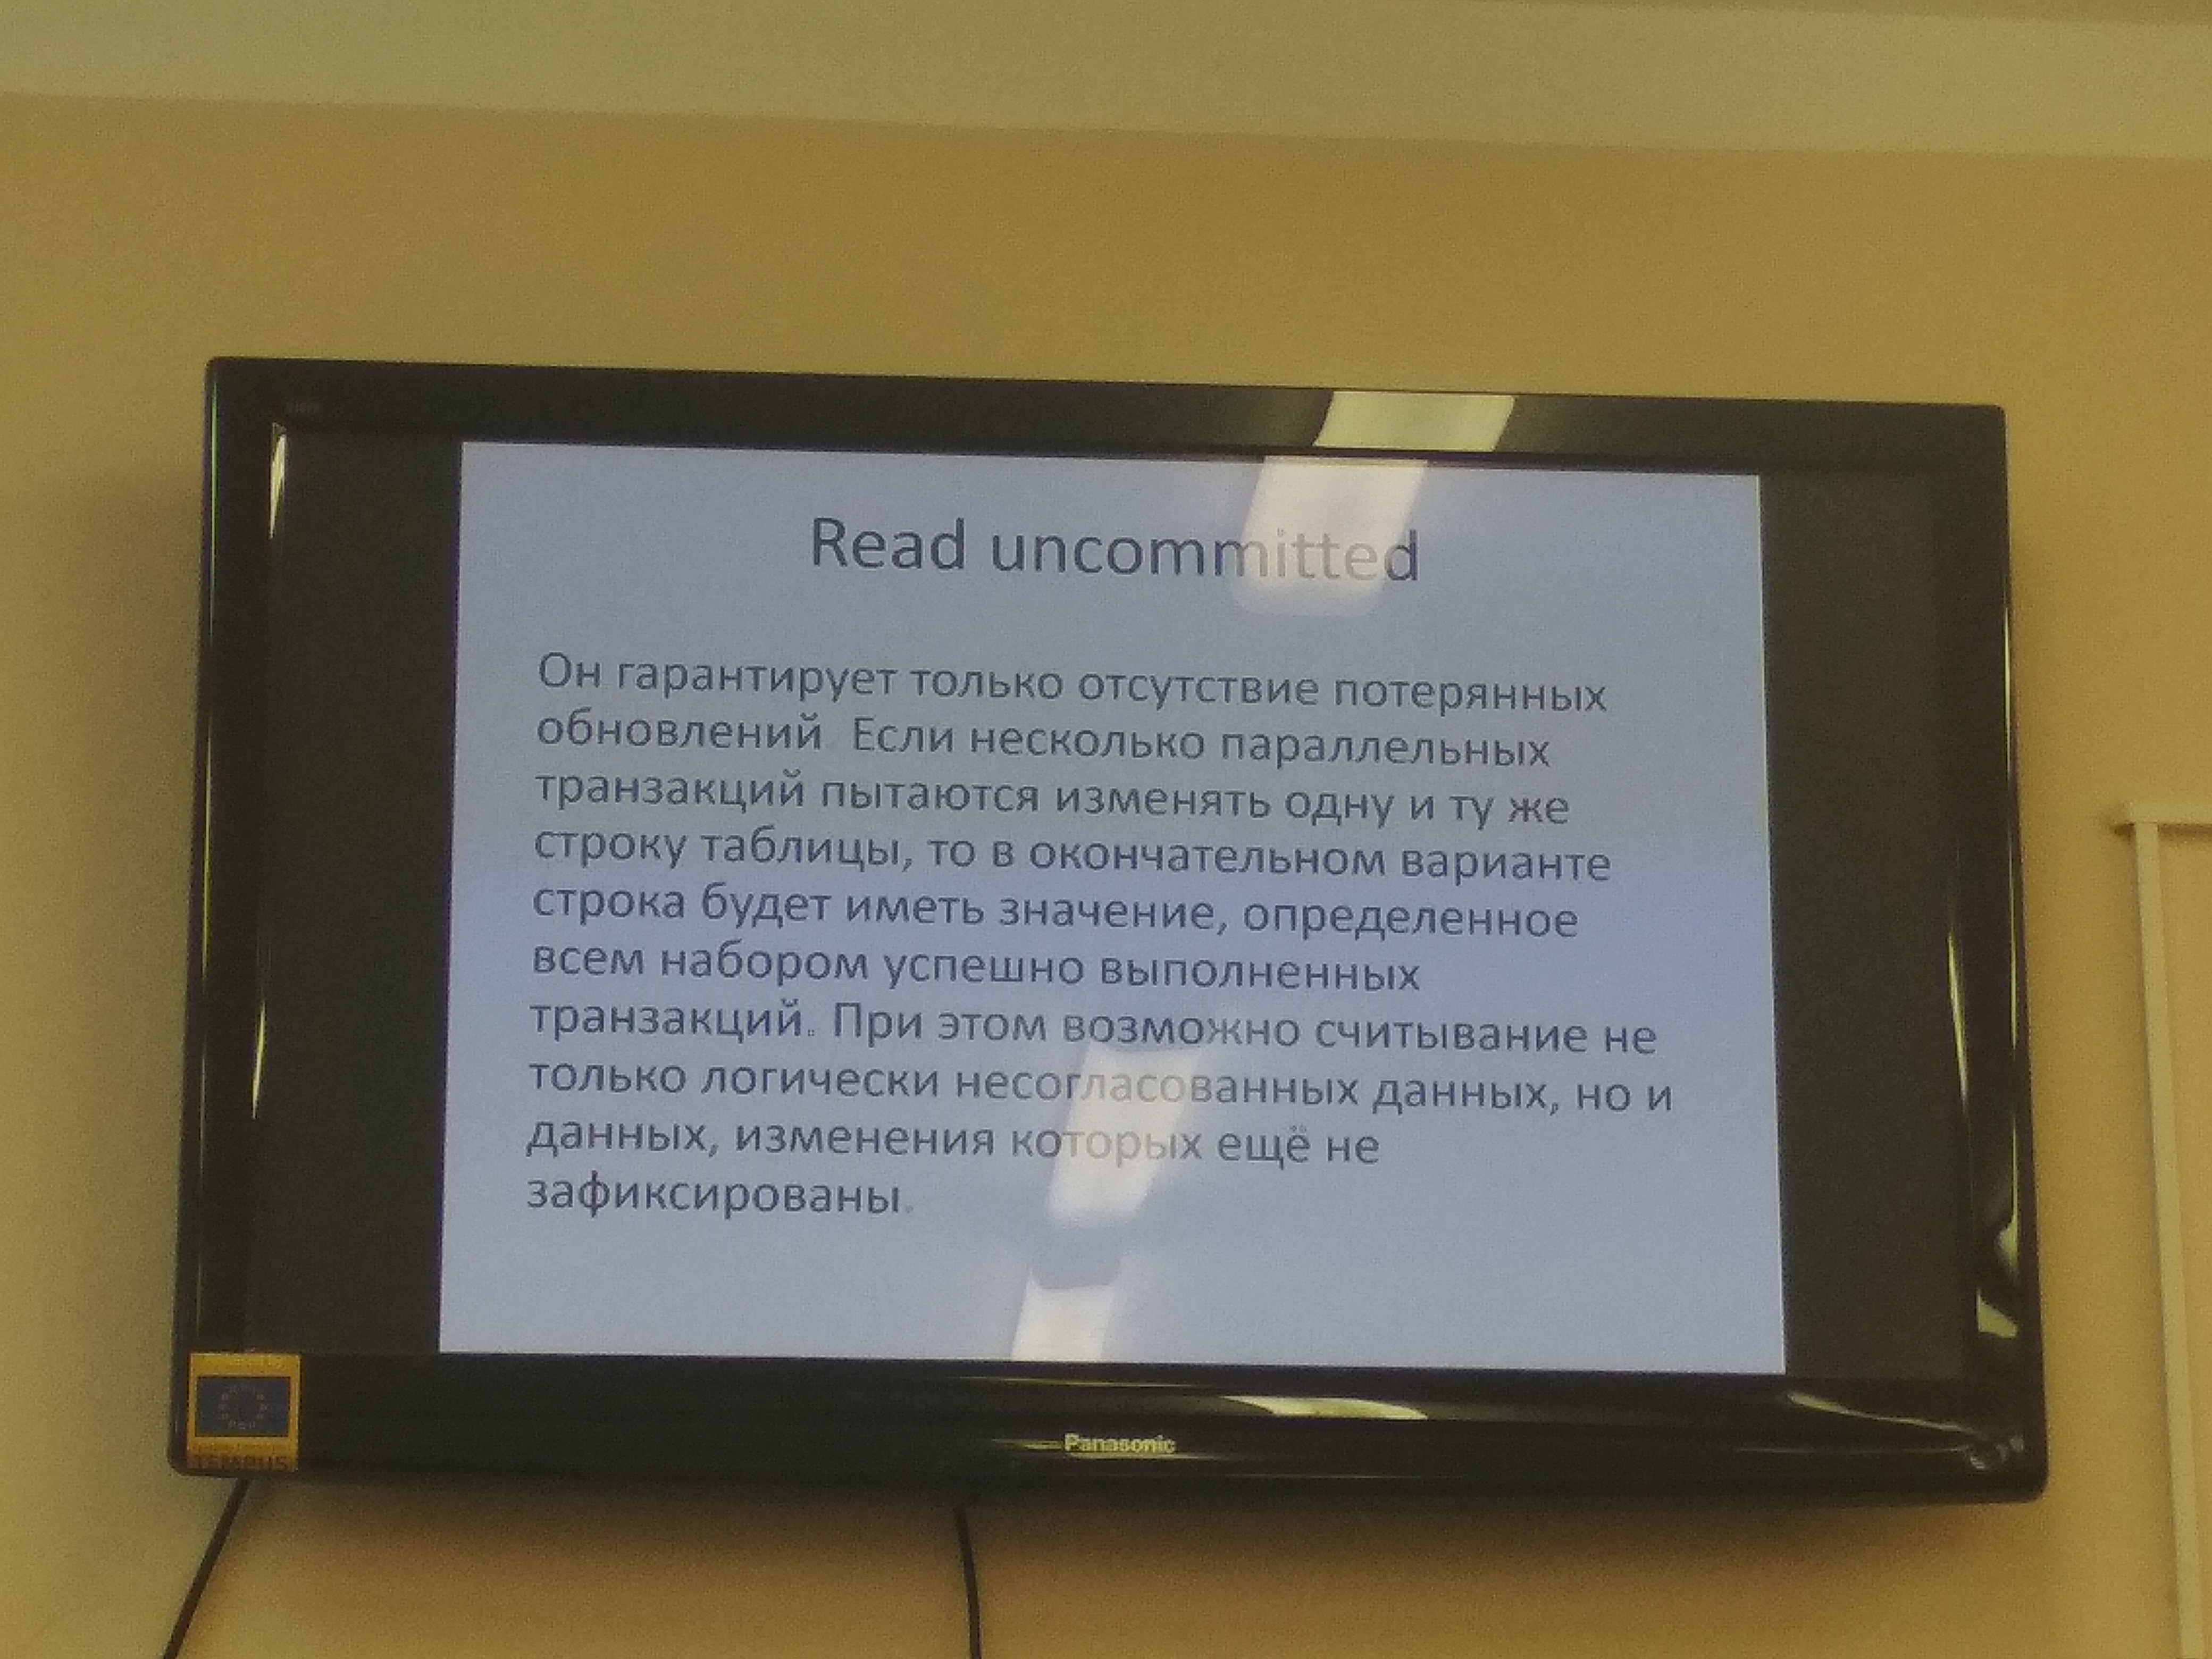 Read uncommitted
Он гарантирует только отсутствие потерянных
обновлений. Если несколько параллельных
транзакций пытаются изменять одну и ту же
строку таблицы, то в окончательном варианте
строка будет иметь значение, определенное
всем набором успешно выполненных
транзакций. При этом возможно считывание не
только логически несогласованных данных, но и
данных, изменения которых ещё не
зафиксированы.
TEMPUS
Panasonic